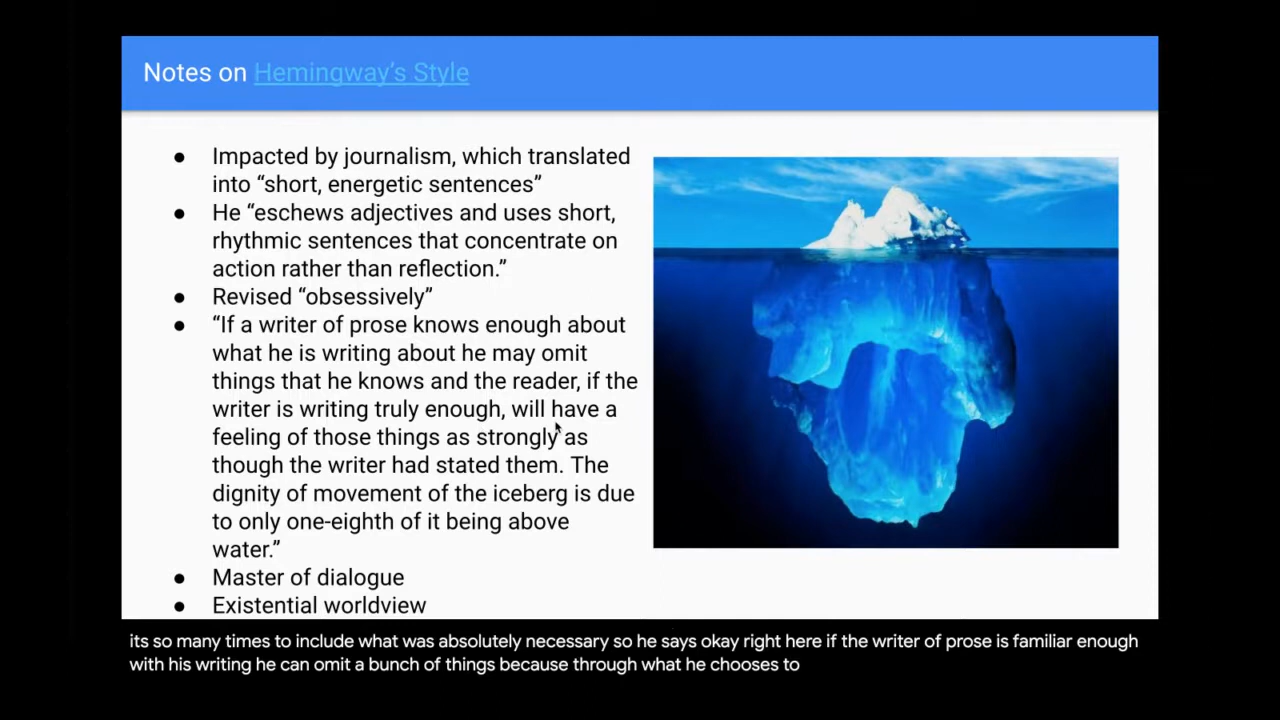 Notes on Hemingway's Style
● Impacted by journalism, which translated
into “short, energetic sentences”
● He “eschews adjectives and uses short,
rhythmic sentences that concentrate on
action rather than reflection.”
● Revised “obsessively”
● “If a writer of prose knows enough about
what he is writing about he may omit
things that he knows and the reader, if the
writer is writing truly enough, will have a
feeling of those things as strongly as
though the writer had stated them. The
dignity of movement of the iceberg is due
to only one-eighth of it being above
water.”
● Master of dialogue
● Existential worldview
its so many times to include what was absolutely necessary so he says okay right here if the writer of prose is familiar enough
with his writing he can omit a bunch of things because through what he chooses to